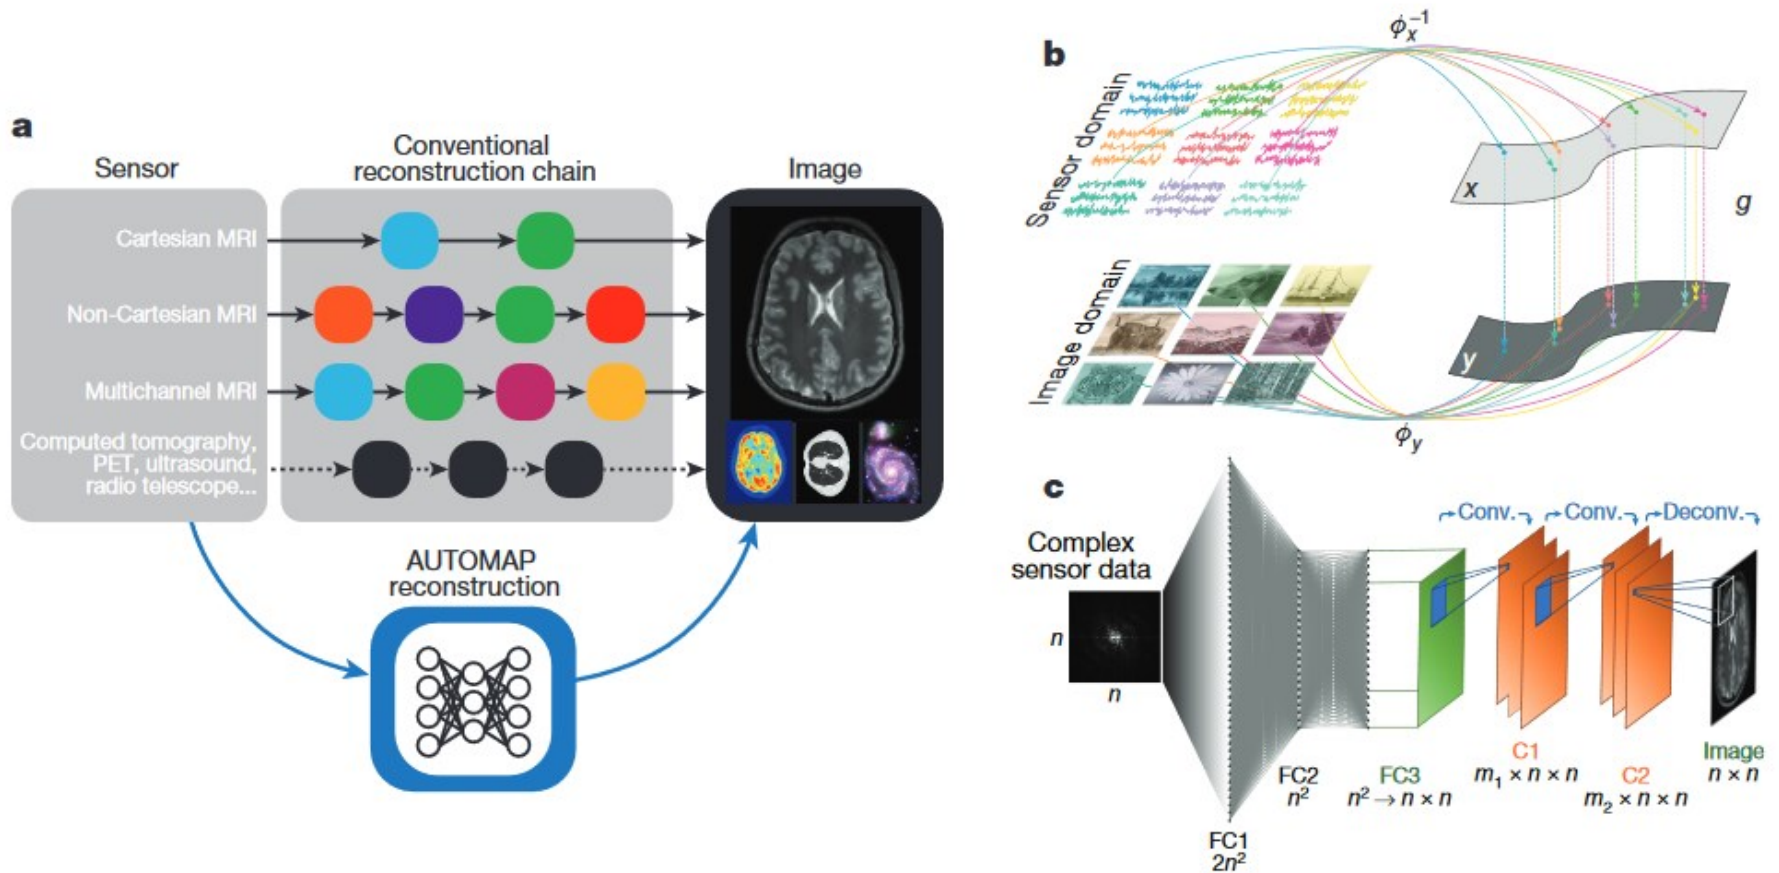 a
Sensor
Conventional
reconstruction chain
Image
Cartesian MRI
Non-Cartesian MRI
Multichannel MRI
Computed tomography,
PET, ultrasound,
radio telescope...
AUTOMAP
reconstruction
b
ϕₓ⁻¹
Sensor domain
x
g
Image domain
y
ϕy
c
Conv.
Conv.
Deconv.
Complex
sensor data
n
n
FC1
2n²
FC2
n²
FC3
n² → n × n
C1
m₁ × n × n
C2
m₂ × n × n
Image
n × n